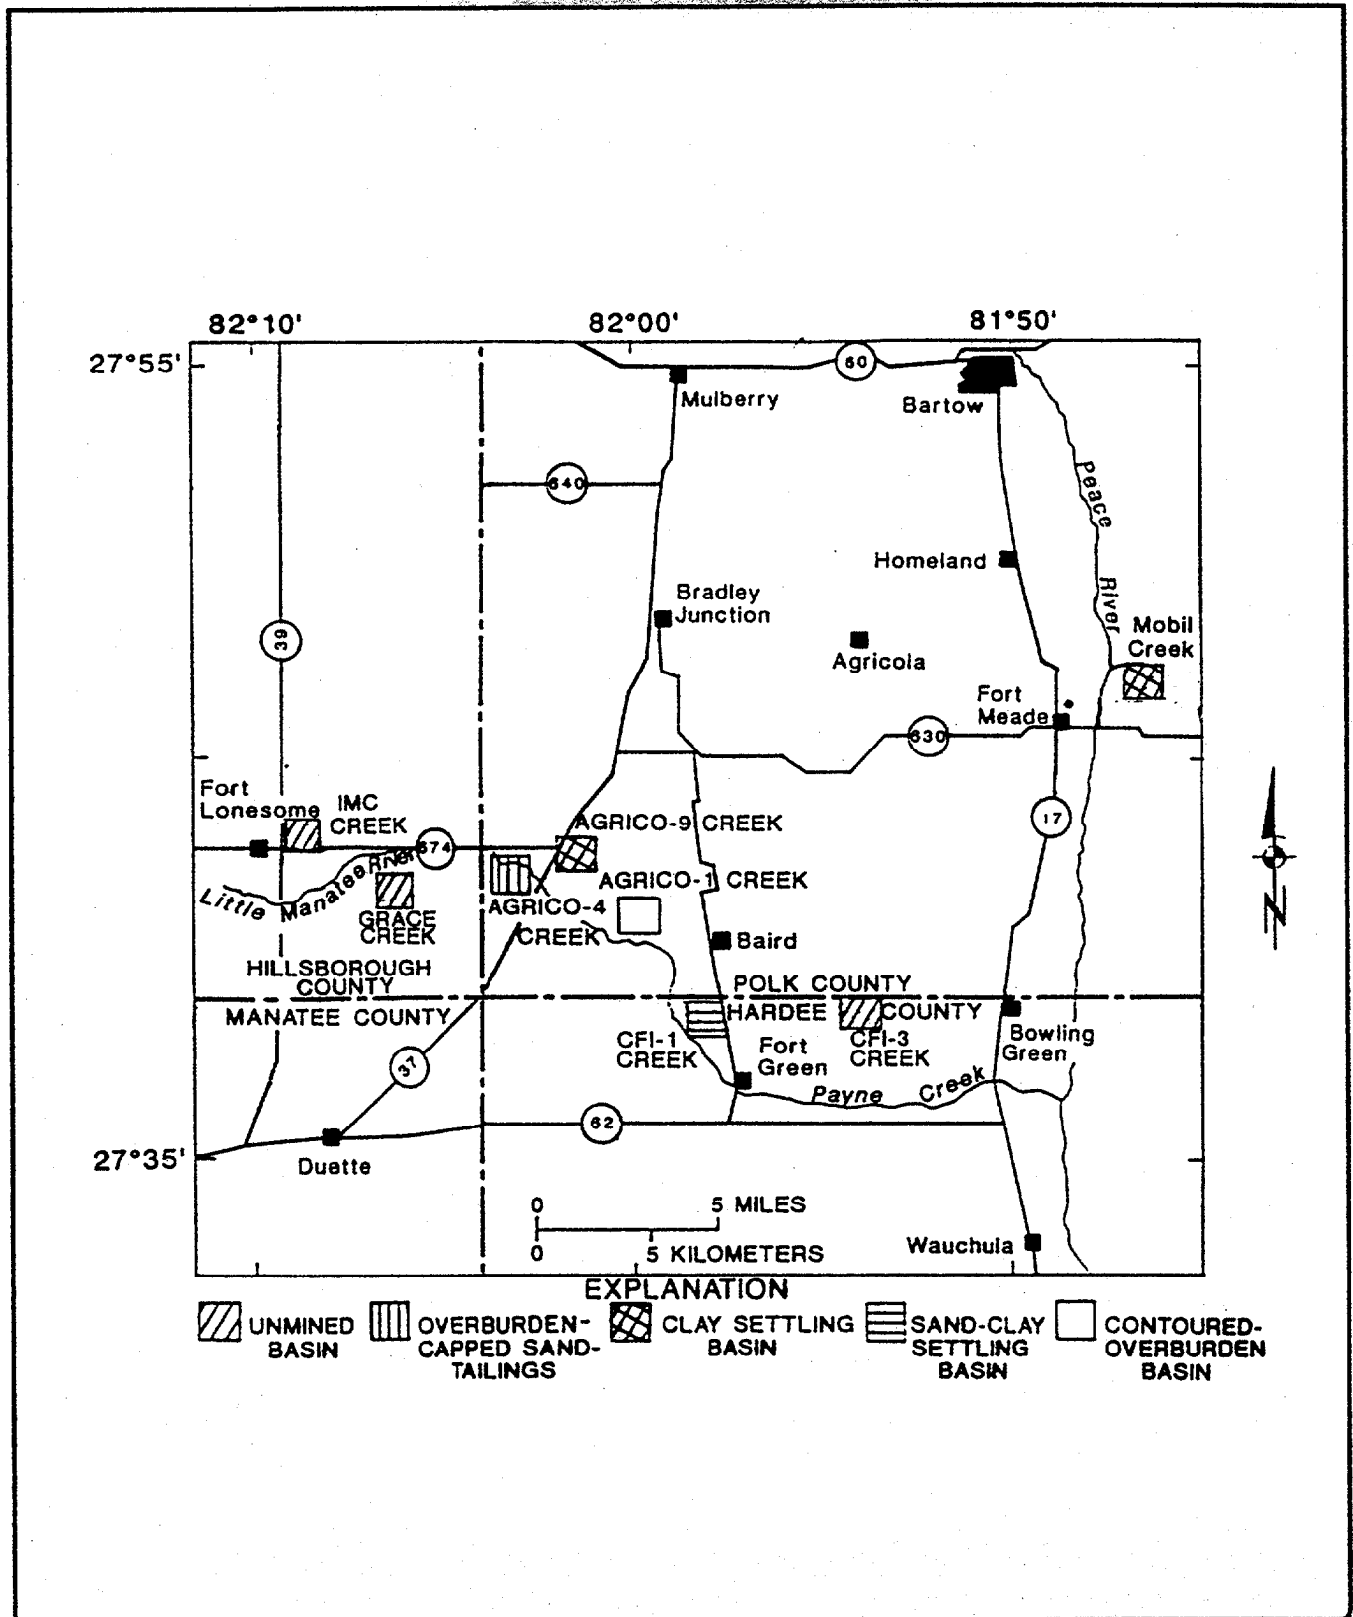 82°10'
82°00'
81°50'
27°55'
60
Mulberry
Bartow
640
Peace
River
Homeland
Bradley
Junction
39
Agricola
Mobil
Creek
Fort
Meade
630
Fort
Lonesome
IMC
CREEK
17
674
AGRICO-9 CREEK
Little Manatee River
AGRICO-1 CREEK
GRACE
CREEK
AGRICO-4
CREEK
Baird
HILLSBOROUGH
COUNTY
POLK COUNTY
MANATEE COUNTY
HARDEE COUNTY
CFI-1
CREEK
Fort
Green
CFI-3
CREEK
Bowling
Green
37
Payne Creek
62
27°35'
Duette
0 5 MILES
0 5 KILOMETERS
Wauchula
N
EXPLANATION
UNMINED
BASIN
OVERBURDEN-
CAPPED SAND-
TAILINGS
CLAY SETTLING
BASIN
SAND-CLAY
SETTLING
BASIN
CONTOURED-
OVERBURDEN
BASIN